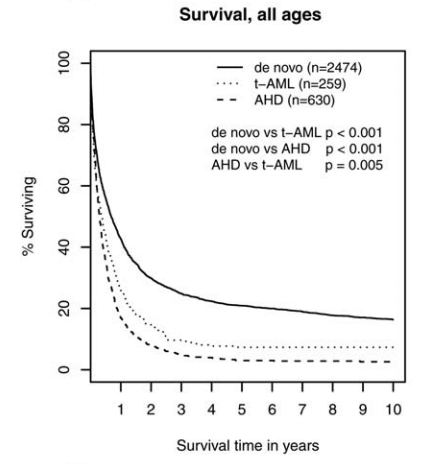 Survival, all ages
de novo (n=2474)
t−AML (n=259)
AHD (n=630)
de novo vs t−AML p < 0.001
de novo vs AHD p < 0.001
AHD vs t−AML p = 0.005
% Surviving
100
80
60
40
20
0
1 2 3 4 5 6 7 8 9 10
Survival time in years